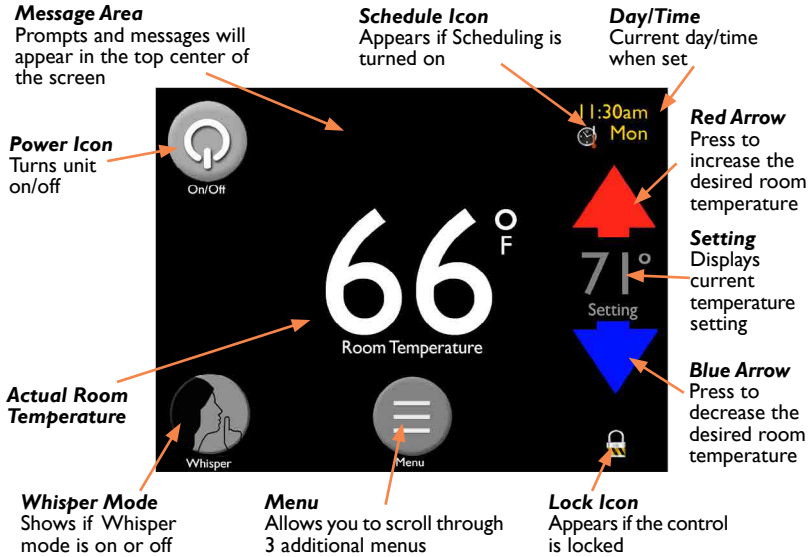 Message Area
Prompts and messages will
appear in the top center of
the screen
Schedule Icon
Appears if Scheduling is
turned on
Day/Time
Current day/time
when set
Power Icon
Turns unit
on/off
On/Off
11:30am
Mon
Red Arrow
Press to
increase the
desired room
temperature
66°F
Room Temperature
71°
Setting
Setting
Displays
current
temperature
setting
Actual Room
Temperature
Blue Arrow
Press to
decrease the
desired room
temperature
Whisper
Menu
Whisper Mode
Shows if Whisper
mode is on or off
Menu
Allows you to scroll through
3 additional menus
Lock Icon
Appears if the control
is locked